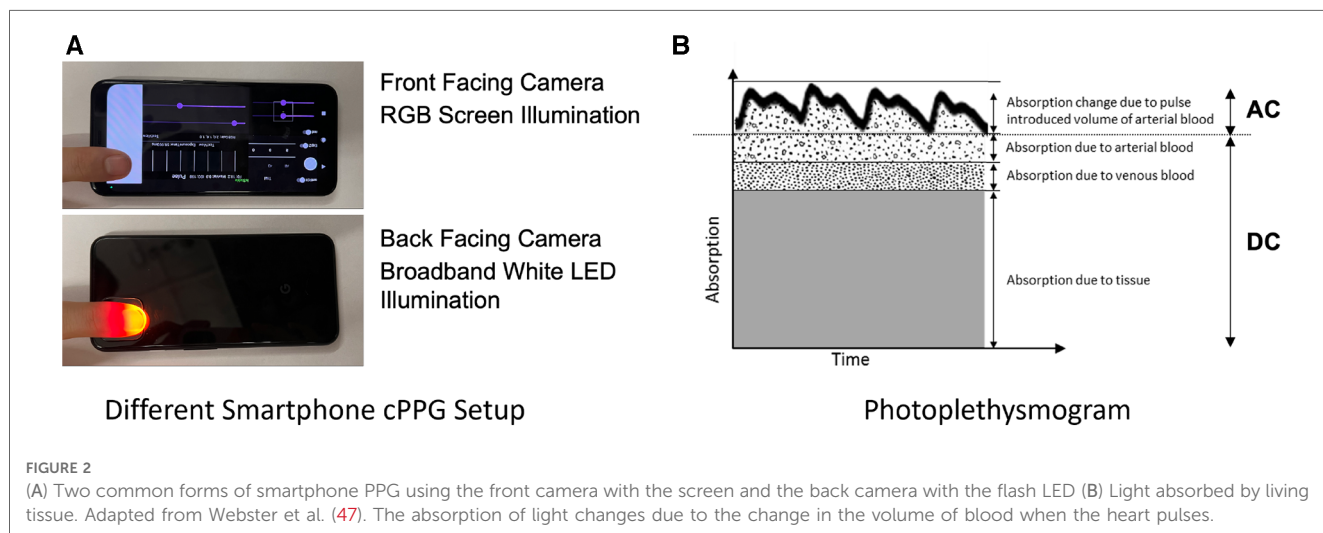 A
Front Facing Camera
RGB Screen Illumination
Back Facing Camera
Broadband White LED
Illumination
Different Smartphone cPPG Setup
B
Absorption
Time
Absorption change due to pulse
introduced volume of arterial blood
Absorption due to arterial blood
Absorption due to venous blood
Absorption due to tissue
AC
DC
Photoplethysmogram
FIGURE 2
(A) Two common forms of smartphone PPG using the front camera with the screen and the back camera with the flash LED (B) Light absorbed by living
tissue. Adapted from Webster et al. (47). The absorption of light changes due to the change in the volume of blood when the heart pulses.